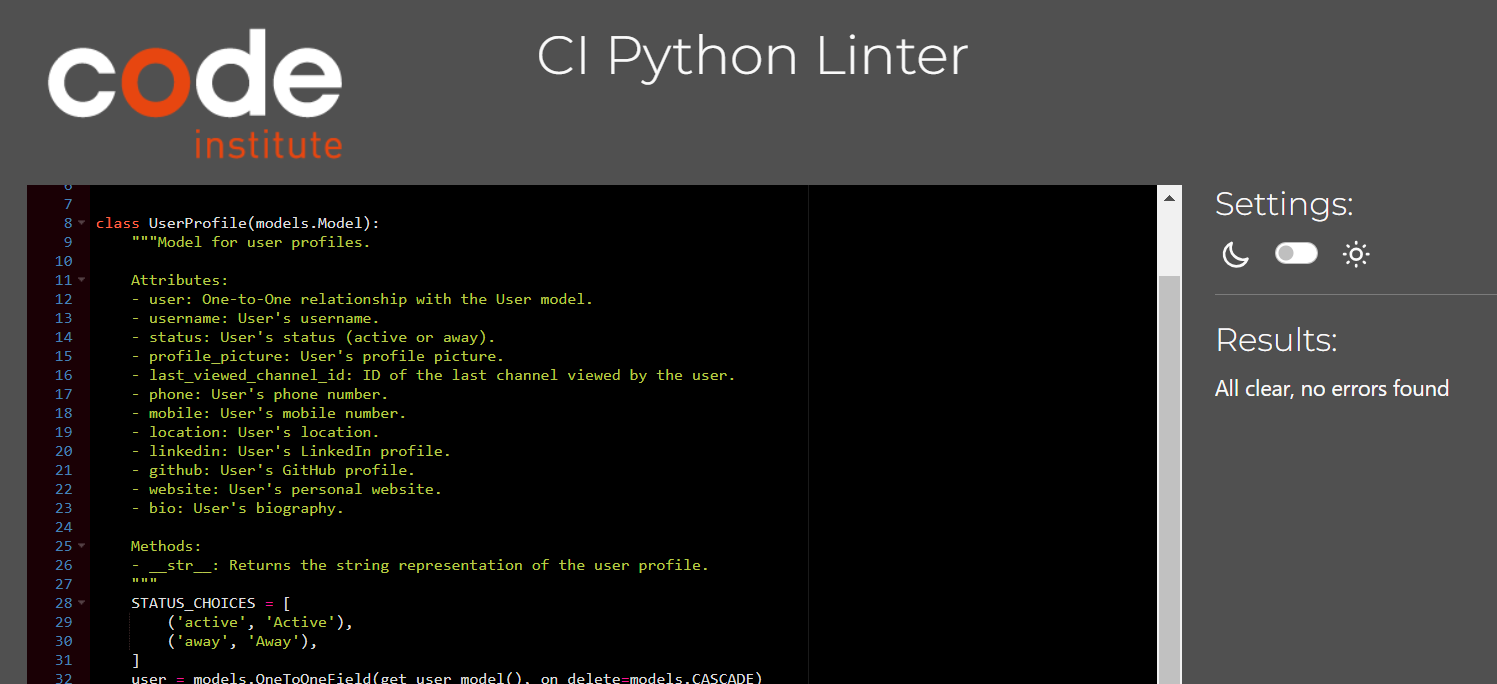 code
institute
CI Python Linter
6
7
8 class UserProfile(models.Model):
9 """Model for user profiles.
10
11 Attributes:
12 - user: One-to-One relationship with the User model.
13 - username: User's username.
14 - status: User's status (active or away).
15 - profile_picture: User's profile picture.
16 - last_viewed_channel_id: ID of the last channel viewed by the user.
17 - phone: User's phone number.
18 - mobile: User's mobile number.
19 - location: User's location.
20 - linkedin: User's LinkedIn profile.
21 - github: User's GitHub profile.
22 - website: User's personal website.
23 - bio: User's biography.
24
25 Methods:
26 - __str__: Returns the string representation of the user profile.
27 """
28 STATUS_CHOICES = [
29 ('active', 'Active'),
30 ('away', 'Away'),
31 ]
32 user = models.OneToOneField(get_user_model(), on_delete=models.CASCADE)
Settings:
Results:
All clear, no errors found